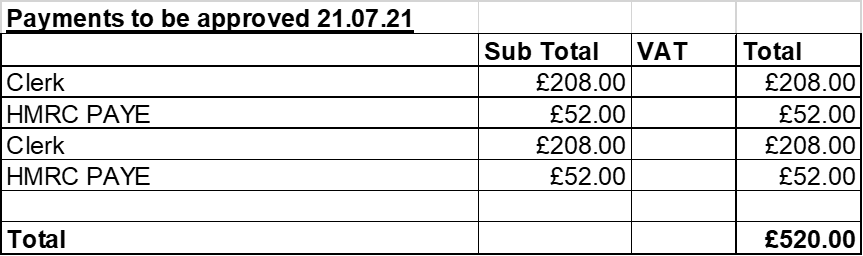 Payments to be approved 21.07.21
Sub Total VAT Total
Clerk £208.00 £208.00
HMRC PAYE £52.00 £52.00
Clerk £208.00 £208.00
HMRC PAYE £52.00 £52.00
Total £520.00